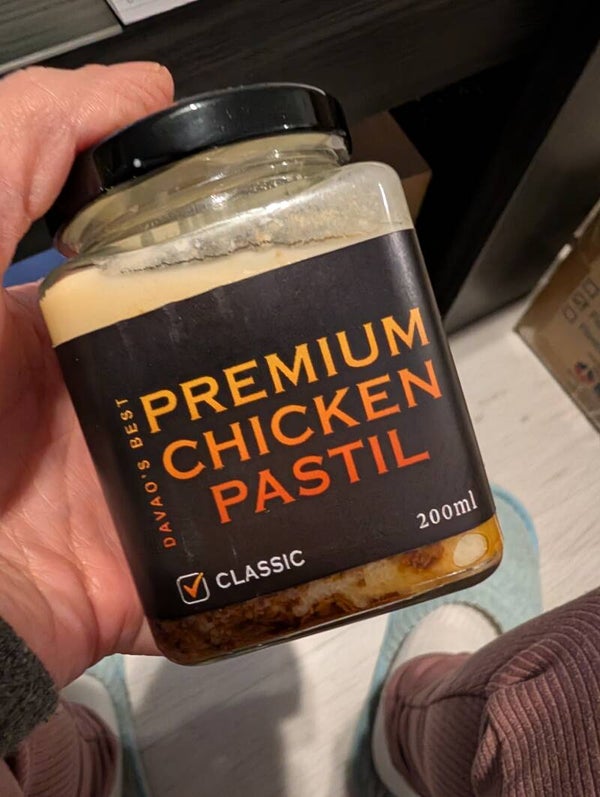 DAVAO'S BEST
PREMIUM
CHICKEN
PASTIL
200ml
CLASSIC